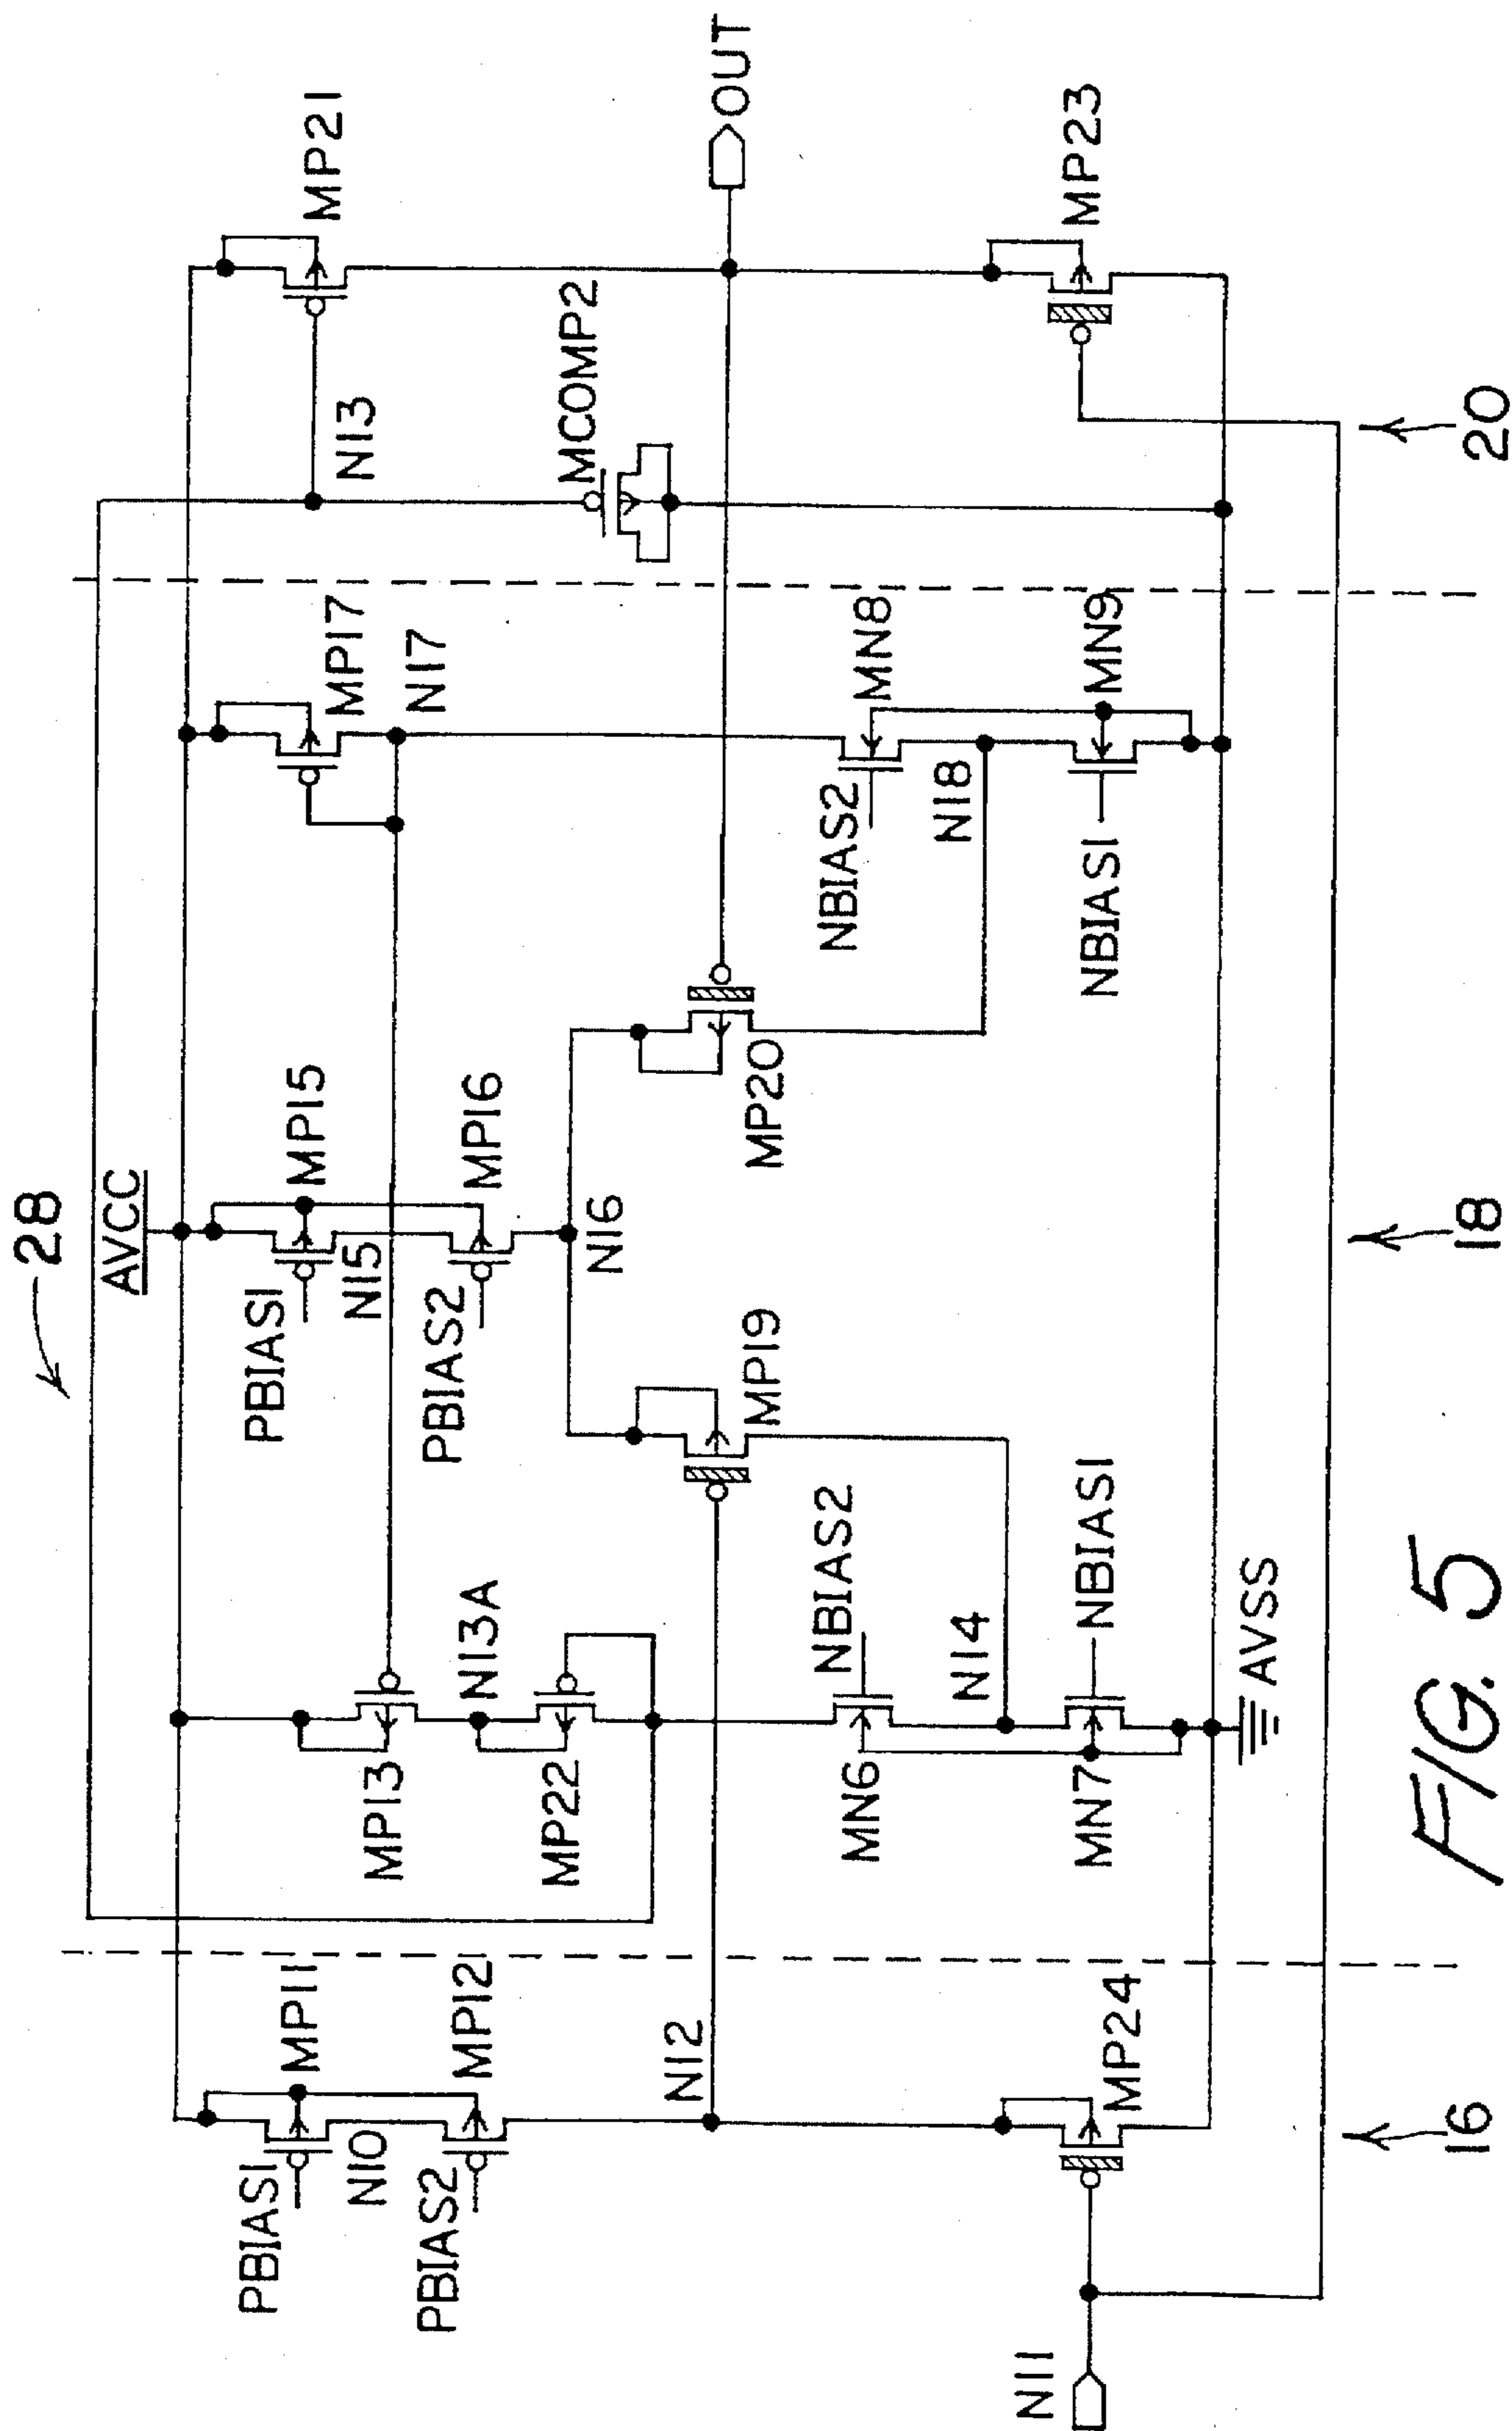 28
AVCC
PBIAS1
MP11
N10
PBIAS2
MP12
N12
MP24
N11
16
MP13
N13A
MP22
PBIAS1
MP15
N15
PBIAS2
MP16
N16
MP19
MP20
MP17
N17
NBIAS2
MN6
N14
MN7
NBIAS1
AVSS
NBIAS2
MN8
N18
NBIAS1
MN9
18
N13
MP21
MCOMP2
OUT
MP23
20
FIG. 5